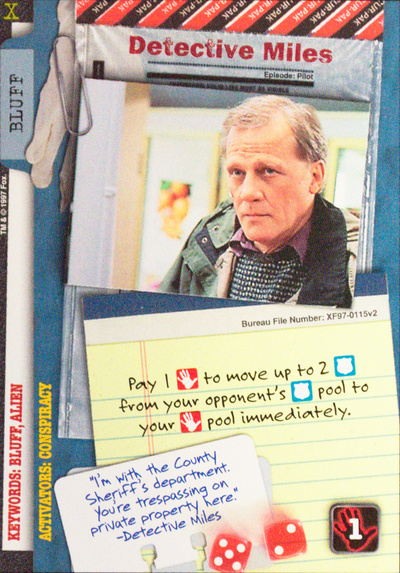 X
BLUFF
TM & © 1997 Fox.
KEYWORDS: BLUFF, ALIEN
ACTIVATORS: CONSPIRACY
Detective Miles
Episode: Pilot
Bureau File Number: XF97-0115v2
Pay 1 to move up to 2
from your opponent's pool to
your pool immediately.
"I'm with the County
Sheriff's department.
You're trespassing on
private property here."
-Detective Miles
1